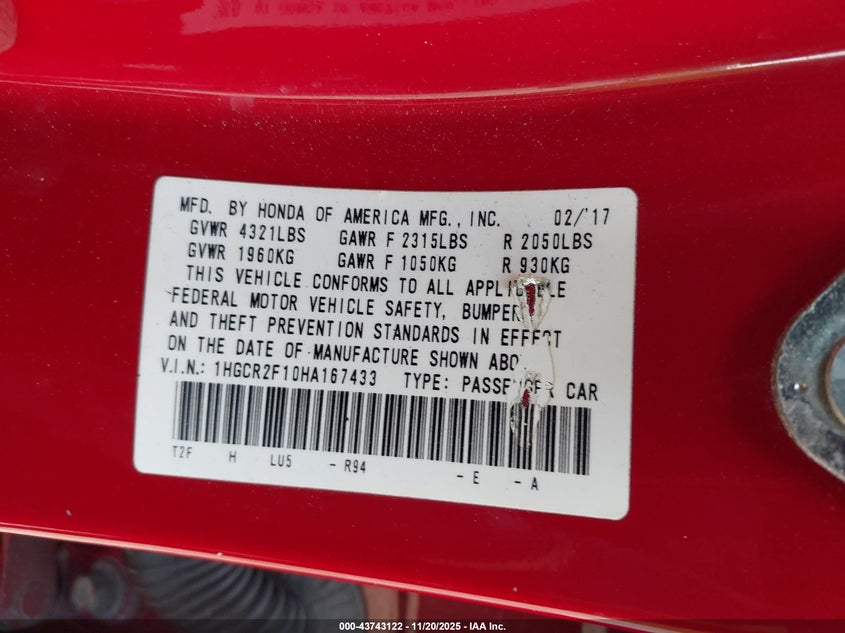 MFD. BY HONDA OF AMERICA MFG., INC. 02/'17
GVWR 4321LBS GAWR F 2315LBS R 2050LBS
GVWR 1960KG GAWR F 1050KG R 930KG
THIS VEHICLE CONFORMS TO ALL
FEDERAL MOTOR VEHICLE SAFETY, BUMPER,
AND THEFT PREVENTION STANDARDS IN EFFECT
ON THE DATE OF MANUFACTURE SHOWN
V.I.N.: 1HGCR2F10HA167433 TYPE: PASSENGER CAR
T2F H LU5 - R94 - E - A
000-43743122 - 11/20/2025 - IAA Inc.